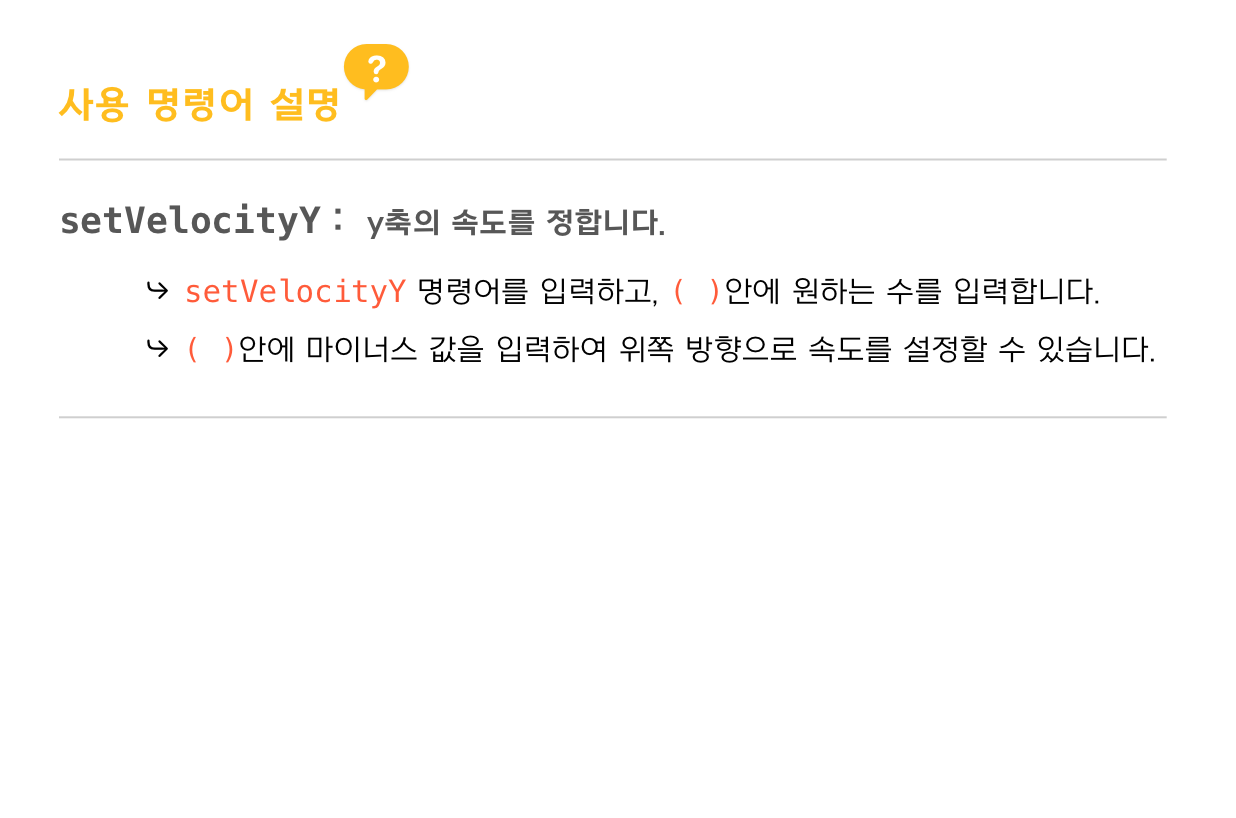 사용 명령어 설명 ?
setVelocityY : y축의 속도를 정합니다.
↪ setVelocityY 명령어를 입력하고, ( )안에 원하는 수를 입력합니다.
↪ ( )안에 마이너스 값을 입력하여 위쪽 방향으로 속도를 설정할 수 있습니다.